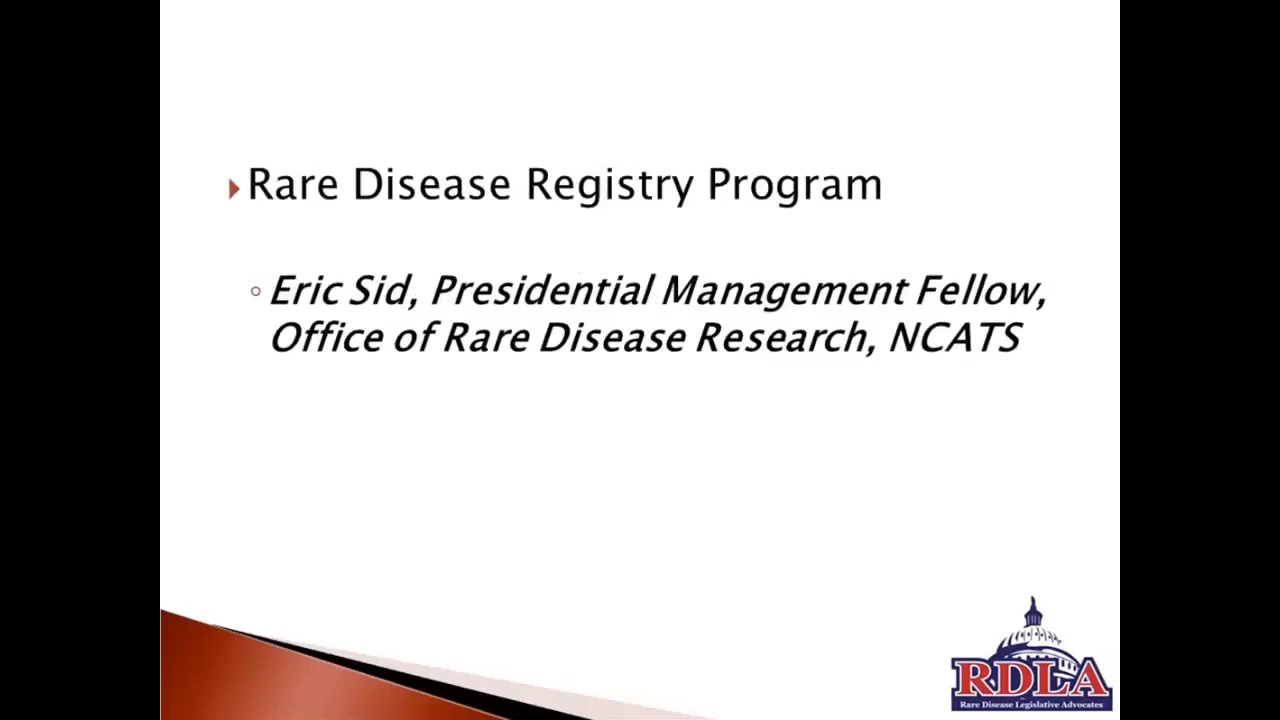 Rare Disease Registry Program
Eric Sid, Presidential Management Fellow,
Office of Rare Disease Research, NCATS
RDLA
Rare Disease Legislative Advocates